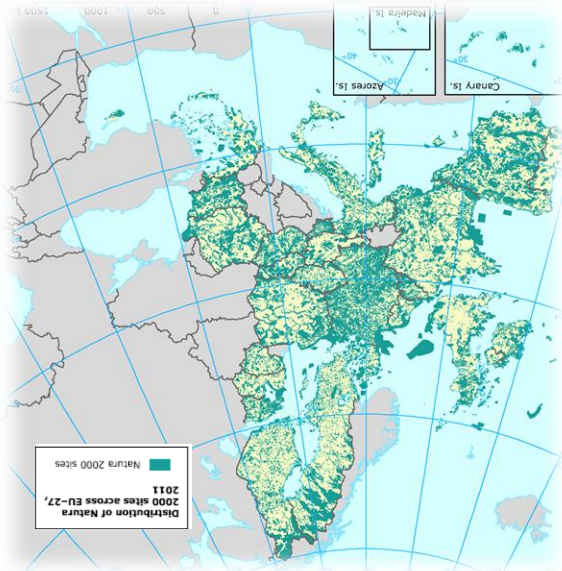 Distribution of Natura
2000 sites across EU-27,
2011
Natura 2000 sites
Canary Is.
30°
Azores Is.
30°
40°
Madeira Is.
0 500 1000 1500